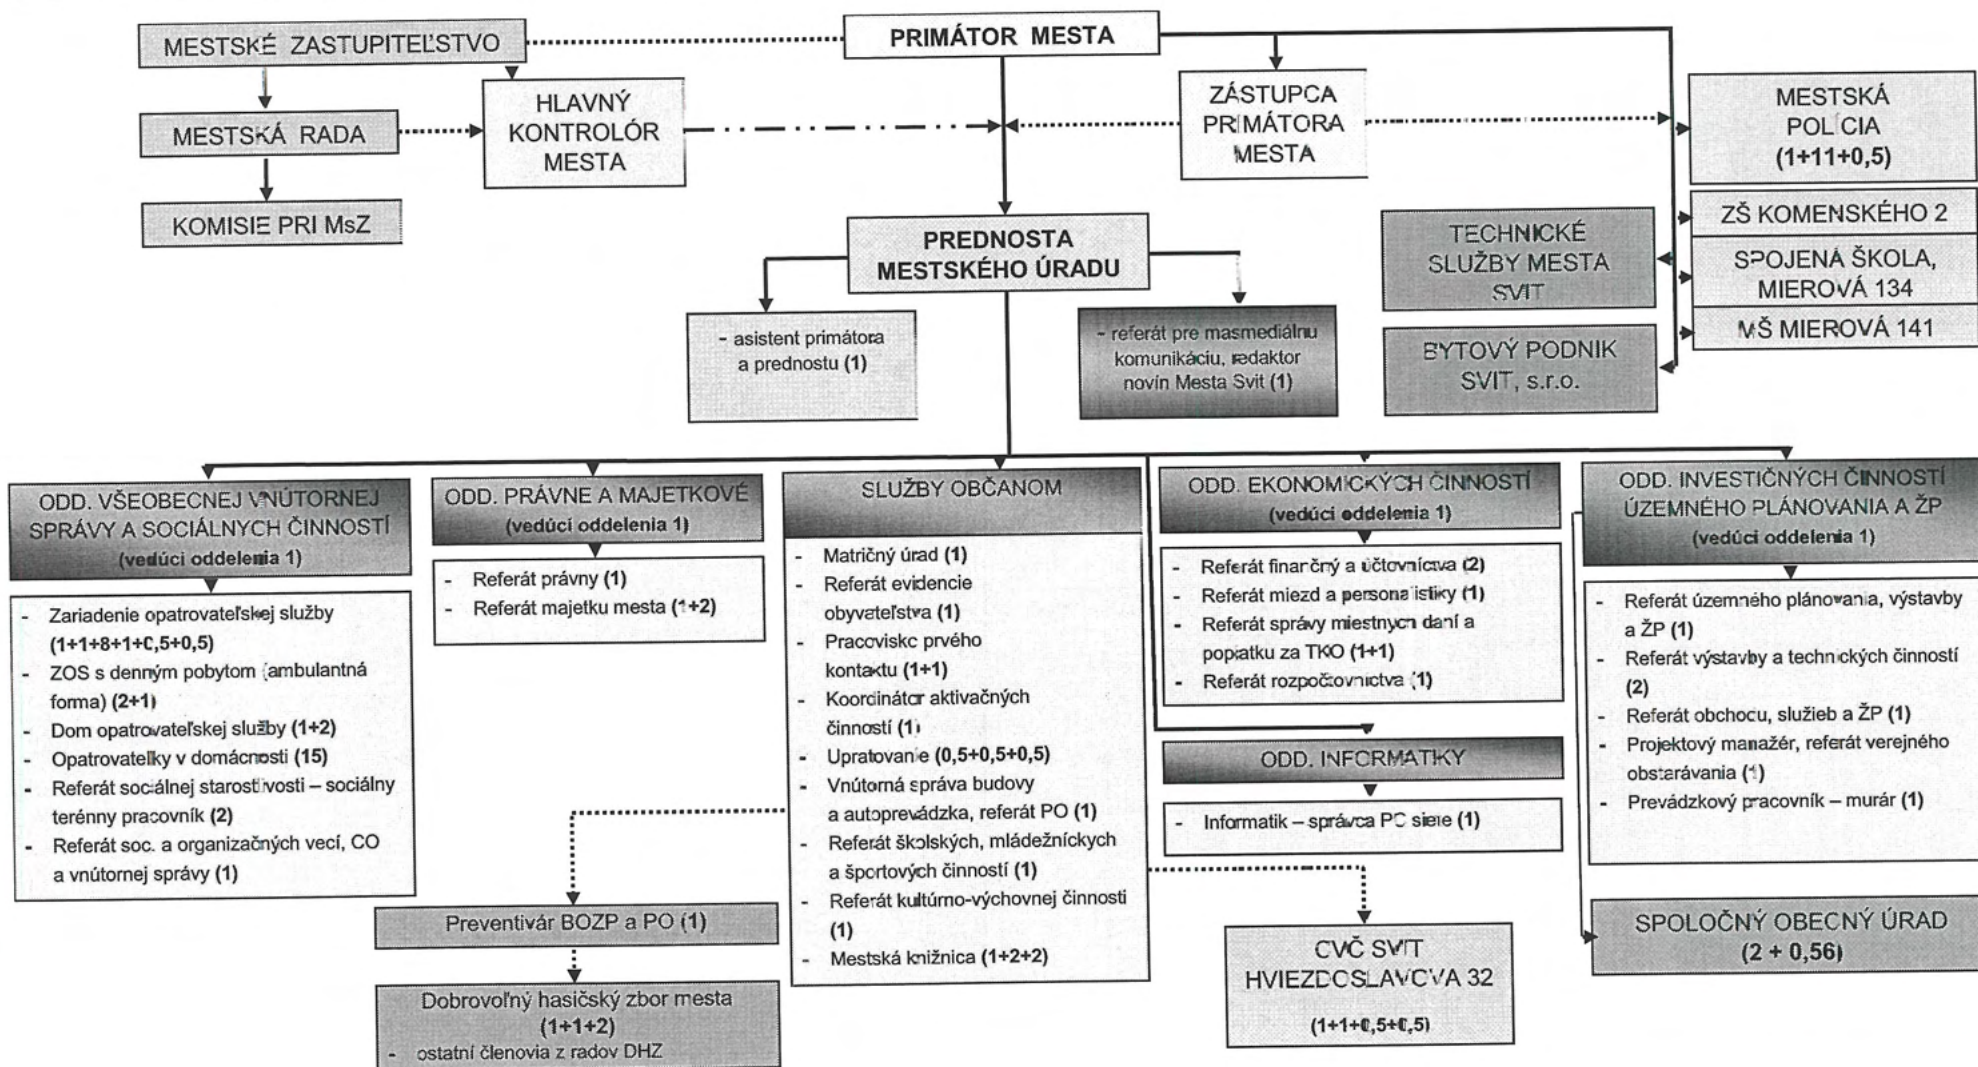 MESTSKÉ ZASTUPITEĽSTVO
PRIMÁTOR MESTA
MESTSKÁ RADA
HLAVNÝ
KONTROLÓR
MESTA
ZÁSTUPCA
PRIMÁTORA
MESTA
MESTSKÁ
POLÍCIA
(1+11+0,5)
KOMISIE PRI MsZ
PREDNOSTA
MESTSKÉHO ÚRADU
TECHNICKÉ
SLUŽBY MESTA
SVIT
ZŠ KOMENSKÉHO 2
SPOJENÁ ŠKOLA,
MIEROVÁ 134
MŠ MIEROVÁ 141
BYTOVÝ PODNIK
SVIT, s.r.o.
- asistent primátora
a prednostu (1)
- referát pre masmediálnu
komunikáciu, redaktor
novín Mesta Svit (1)
ODD. VŠEOBECNEJ VNÚTORNEJ
SPRÁVY A SOCIÁLNYCH ČINNOSTÍ
(vedúci oddelenia 1)
- Zariadenie opatrovateľskej služby
(1+1+8+1+0,5+0,5)
- ZOS s denným pobytom (ambulantná
forma) (2+1)
- Dom opatrovateľskej služby (1+2)
- Opatrovateľky v domácnosti (15)
- Referát sociálnej starostlivosti – sociálny
terénny pracovník (2)
- Referát soc. a organizačných vecí, CO
a vnútornej správy (1)
ODD. PRÁVNE A MAJETKOVÉ
(vedúci oddelenia 1)
- Referát právny (1)
- Referát majetku mesta (1+2)
SLUŽBY OBČANOM
- Matričný úrad (1)
- Referát evidencie
obyvateľstva (1)
- Pracovisko prvého
kontaktu (1+1)
- Koordinátor aktivačných
činností (1)
- Upratovanie (0,5+0,5+0,5)
- Vnútorná správa budovy
a autoprevádzka, referát PO (1)
- Referát školských, mládežníckych
a športových činností (1)
- Referát kultúrno-výchovnej činnosti
(1)
- Mestská knižnica (1+2+2)
ODD. EKONOMICKÝCH ČINNOSTÍ
(vedúci oddelenia 1)
- Referát finančný a účtovníctva (2)
- Referát miezd a personalistiky (1)
- Referát správy miestnych daní a
poplatku za TKO (1+1)
- Referát rozpočtovníctva (1)
ODD. INFORMATIKY
- Informatik – správca PC siete (1)
ODD. INVESTIČNÝCH ČINNOSTÍ
ÚZEMNÉHO PLÁNOVANIA A ŽP
(vedúci oddelenia 1)
- Referát územného plánovania, výstavby
a ŽP (1)
- Referát výstavby a technických činností
(2)
- Referát obchodu, služieb a ŽP (1)
- Projektový manažér, referát verejného
obstarávania (1)
- Prevádzkový pracovník – murár (1)
SPOLOČNÝ OBECNÝ ÚRAD
(2 + 0,56)
Preventivár BOZP a PO (1)
Dobrovoľný hasičský zbor mesta
(1+1+2)
- ostatní členovia z radov DHZ
CVČ SVIT
HVIEZDOSLAVOVA 32
(1+1+0,5+0,5)